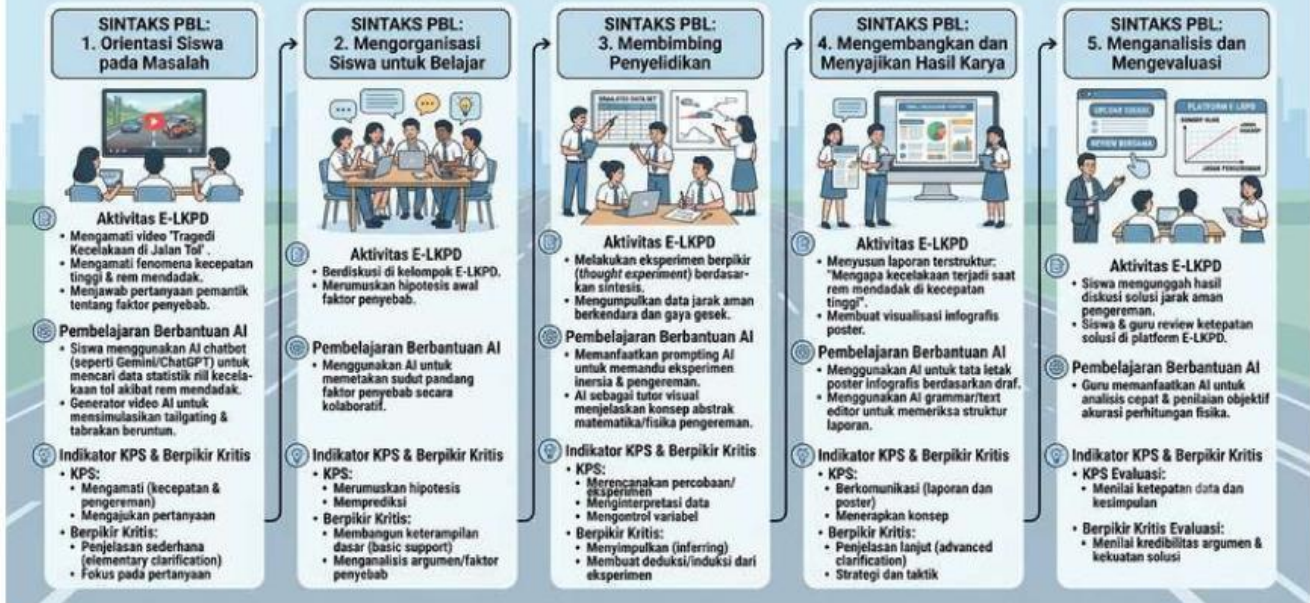 SINTAKS PBL:
1. Orientasi Siswa
pada Masalah
Aktivitas E-LKPD
• Mengamati video 'Tragedi
Kecelakaan di Jalan Tol'.
• Mengamati fenomena kecepatan
tinggi & rem mendadak.
• Menjawab pertanyaan pemantik
tentang faktor penyebab.
Pembelajaran Berbantuan AI
• Siswa menggunakan AI chatbot
(seperti Gemini/ChatGPT) untuk
mencari data statistik riil kecela-
kaan tol akibat rem mendadak.
• Generator video AI untuk
mensimulasikan tailgating &
tabrakan beruntun.
Indikator KPS & Berpikir Kritis
• KPS:
• Mengamati (kecepatan &
pengereman)
• Mengajukan pertanyaan
• Berpikir Kritis:
• Penjelasan sederhana
(elementary clarification)
• Fokus pada pertanyaan
SINTAKS PBL:
2. Mengorganisasi
Siswa untuk Belajar
Aktivitas E-LKPD
• Berdiskusi di kelompok E-LKPD.
• Merumuskan hipotesis awal
faktor penyebab.
Pembelajaran Berbantuan AI
• Menggunakan AI untuk
memetakan sudut pandang
faktor penyebab secara
kolaboratif.
Indikator KPS & Berpikir Kritis
• KPS:
• Merumuskan hipotesis
• Memprediksi
• Berpikir Kritis:
• Membangun keterampilan
dasar (basic support)
• Menganalisis argumen/faktor
penyebab
SINTAKS PBL:
3. Membimbing
Penyelidikan
Aktivitas E-LKPD
• Melakukan eksperimen berpikir
(thought experiment) berdasar-
kan sintesis.
• Mengumpulkan data jarak aman
berkendara dan gaya gesek.
Pembelajaran Berbantuan AI
• Memanfaatkan prompting AI
untuk memandu eksperimen
inersia & pengereman.
• AI sebagai tutor visual
menjelaskan konsep abstrak
matematika/fisika pengereman.
Indikator KPS & Berpikir Kritis
• KPS:
• Merencanakan percobaan/
eksperimen
• Menginterpretasi data
• Mengontrol variabel
• Berpikir Kritis:
• Menyimpulkan (inferring)
• Membuat deduksi/induksi dari
eksperimen
SINTAKS PBL:
4. Mengembangkan dan
Menyajikan Hasil Karya
Aktivitas E-LKPD
• Menyusun laporan terstruktur:
"Mengapa kecelakaan terjadi saat
rem mendadak di kecepatan
tinggi".
• Membuat visualisasi infografis
poster.
Pembelajaran Berbantuan AI
• Menggunakan AI untuk tata letak
poster infografis berdasarkan draf.
• Menggunakan AI grammar/text
editor untuk memeriksa struktur
laporan.
Indikator KPS & Berpikir Kritis
• KPS:
• Berkomunikasi (laporan dan
poster)
• Menerapkan konsep
• Berpikir Kritis:
• Penjelasan lanjut (advanced
clarification)
• Strategi dan taktik
SINTAKS PBL:
5. Menganalisis dan
Mengevaluasi
REVIEW BERSAMA
PLATFORM E-LKPD
Aktivitas E-LKPD
• Siswa mengunggah hasil
diskusi solusi jarak aman
pengereman.
• Siswa & guru review ketepatan
solusi di platform E-LKPD.
Pembelajaran Berbantuan AI
• Guru memanfaatkan AI untuk
analisis cepat & penilaian objektif
akurasi perhitungan fisika.
Indikator KPS & Berpikir Kritis
• KPS Evaluasi:
• Menilai ketepatan data dan
kesimpulan
• Berpikir Kritis Evaluasi:
• Menilai kredibilitas argumen &
kekuatan solusi